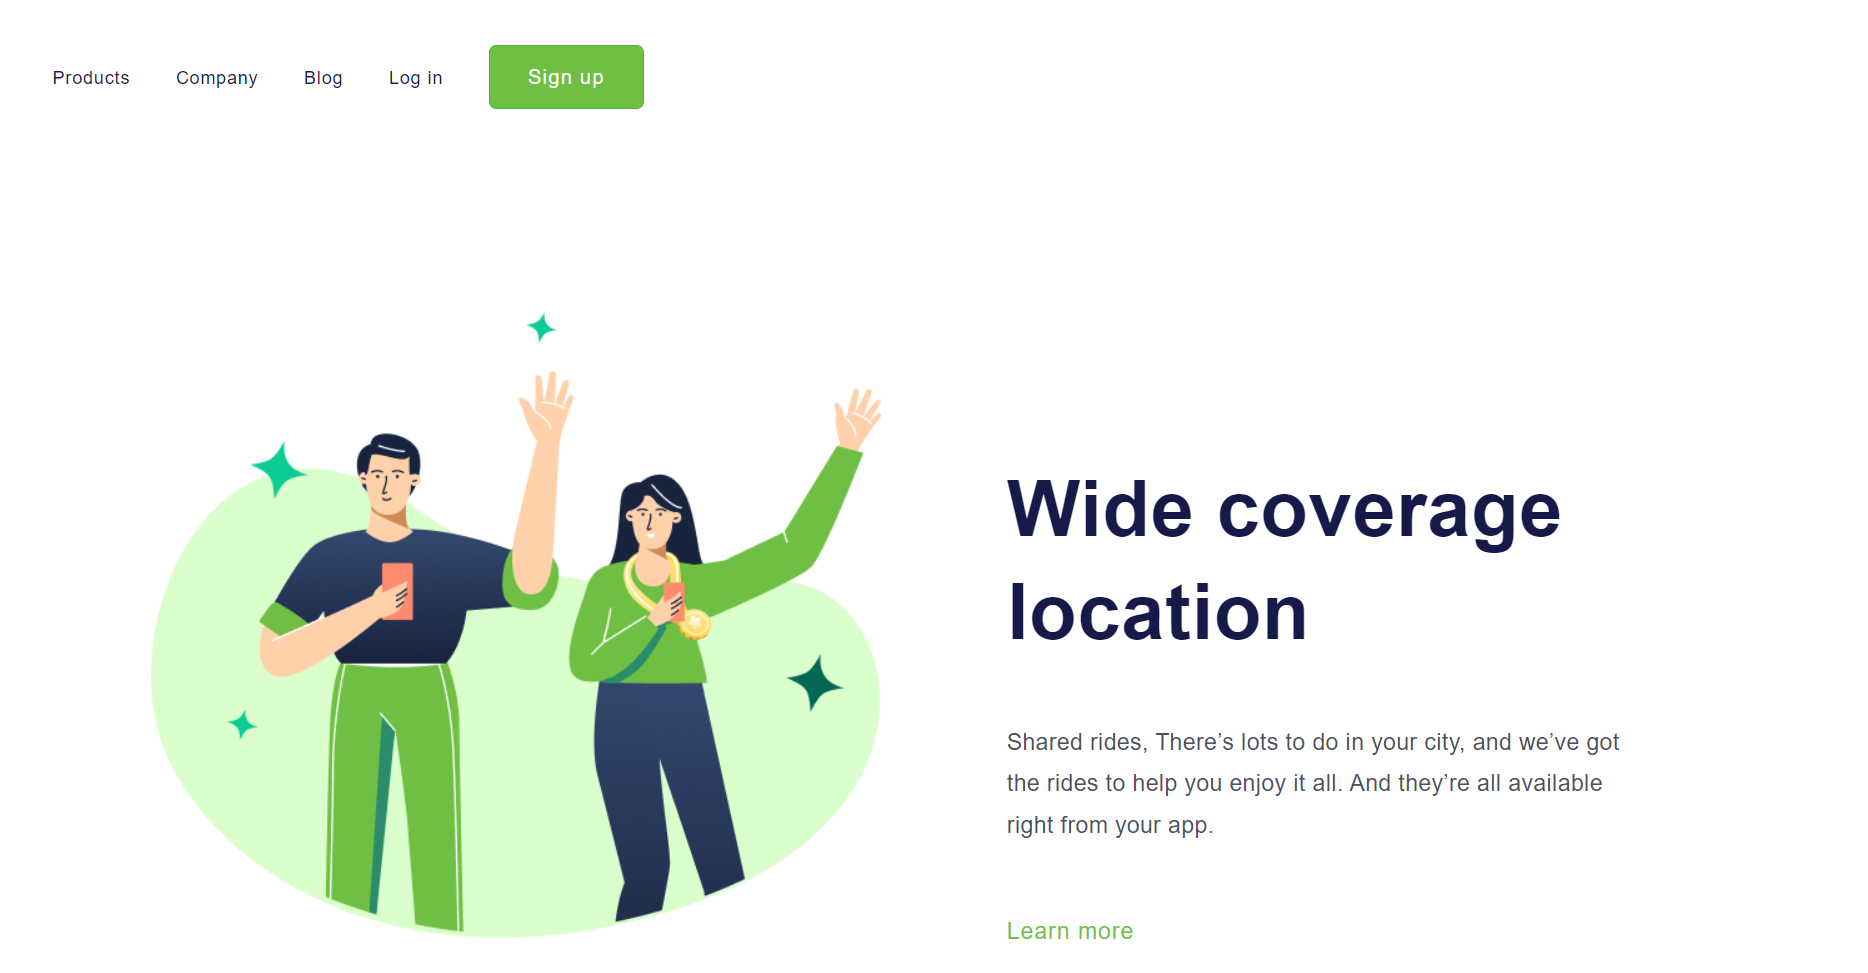 Products Company Blog Log in Sign up
Wide coverage
location
Shared rides, There’s lots to do in your city, and we’ve got
the rides to help you enjoy it all. And they’re all available
right from your app.
Learn more